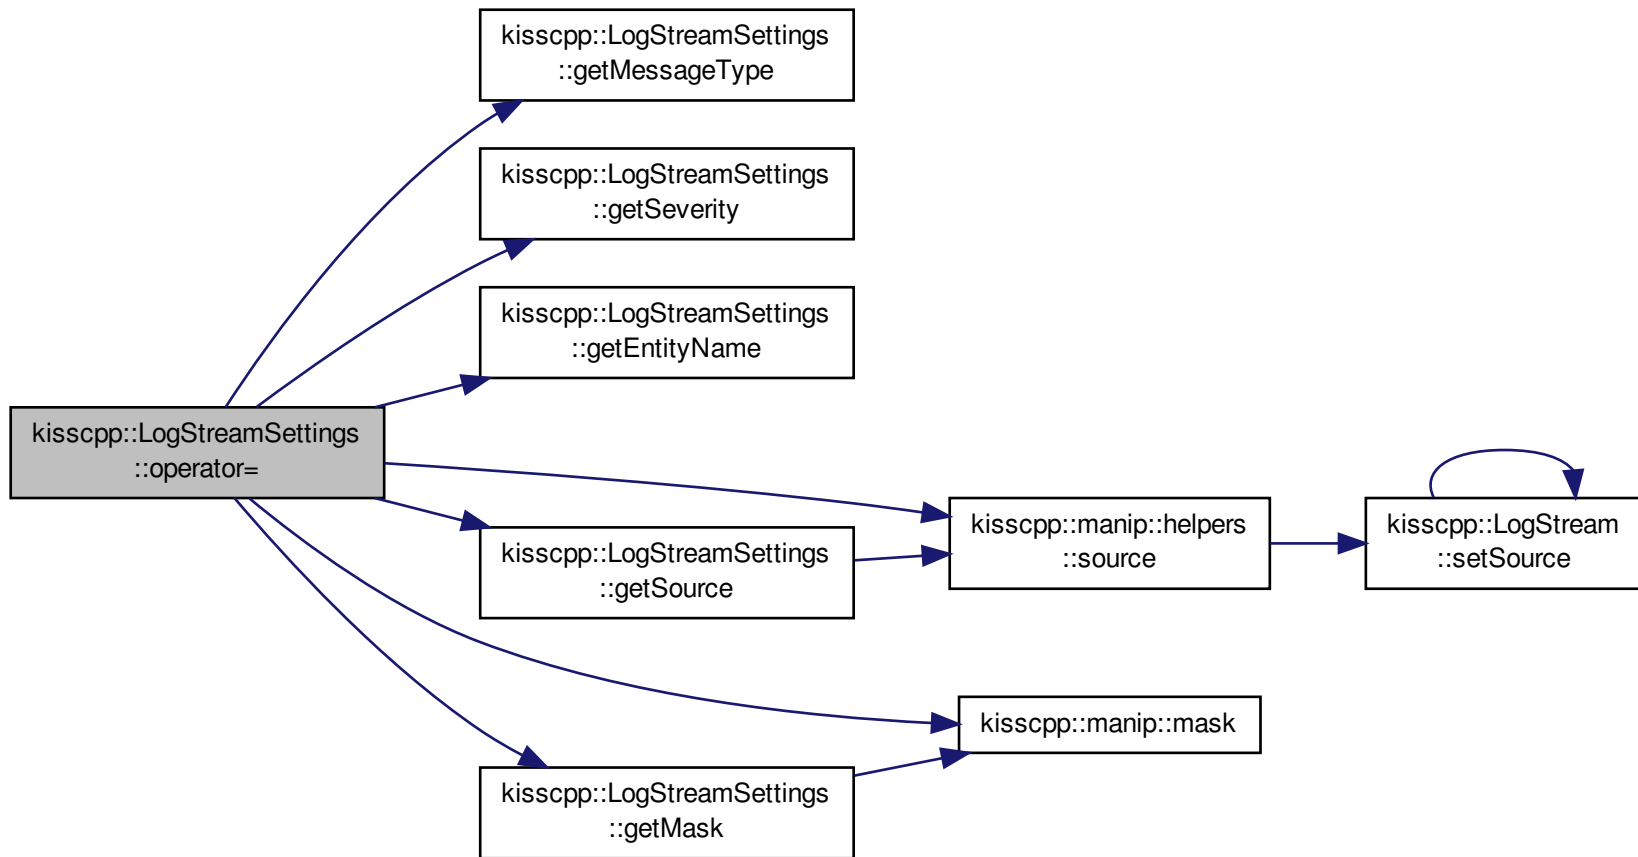 kisscpp::LogStreamSettings
::getMessageType
kisscpp::LogStreamSettings
::getSeverity
kisscpp::LogStreamSettings
::getEntityName
kisscpp::LogStreamSettings
::operator=
kisscpp::LogStreamSettings
::getSource
kisscpp::manip::helpers
::source
kisscpp::LogStream
::setSource
kisscpp::manip::mask
kisscpp::LogStreamSettings
::getMask